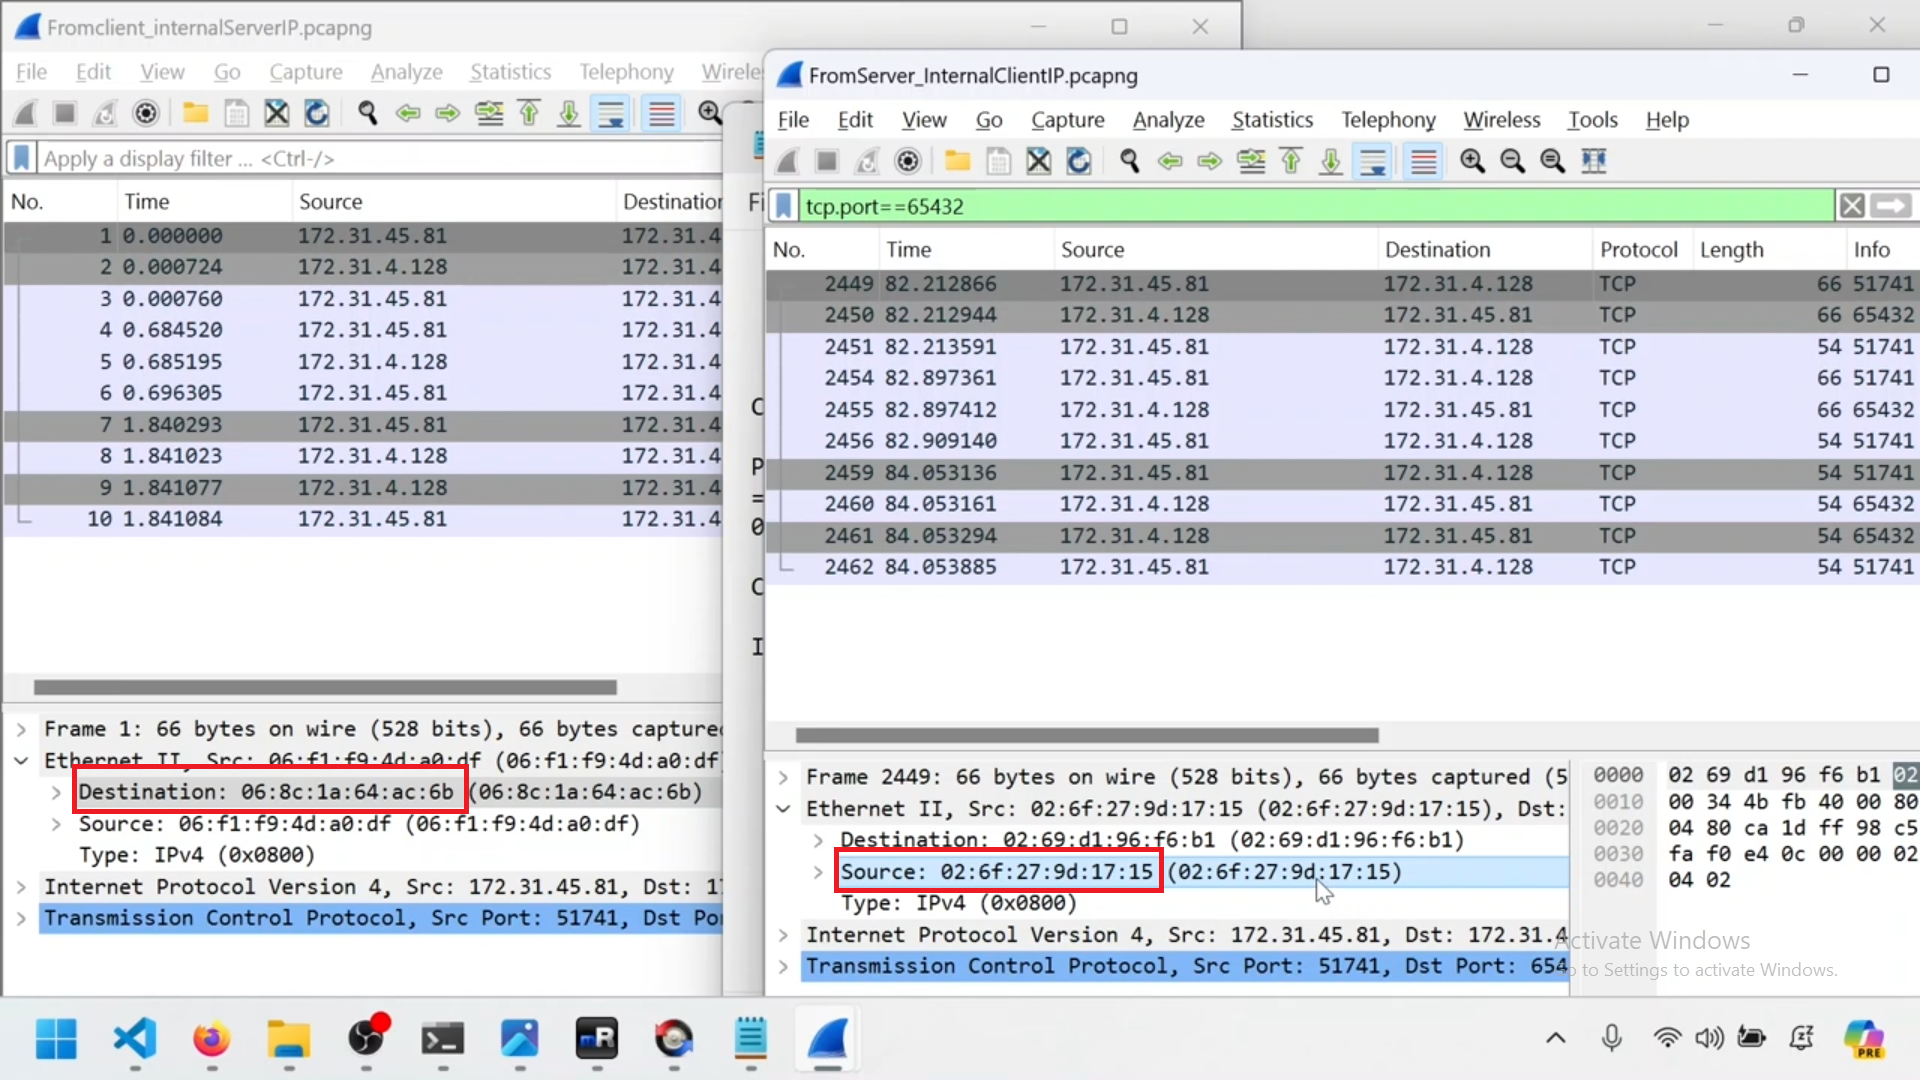 Fromclient_internalServerIP.pcapng
File Edit View Go Capture Analyze Statistics Telephony
Apply a display filter ... <Ctrl-/>
No. Time Source
1 0.000000 172.31.45.81 172.31.4
2 0.000724 172.31.4.128 172.31.4
3 0.000760 172.31.45.81 172.31.4
4 0.684520 172.31.45.81 172.31.4
5 0.685195 172.31.4.128 172.31.4
6 0.696305 172.31.45.81 172.31.4
7 1.840293 172.31.45.81 172.31.4
8 1.841023 172.31.4.128 172.31.4
9 1.841077 172.31.4.128 172.31.4
10 1.841084 172.31.45.81 172.31.4
Frame 1: 66 bytes on wire (528 bits), 66 bytes
Ethernet II, Src: 06:f1:f9:4d:a0:df (06:f1:f9:4d:a0:df
Destination: 06:8c:1a:64:ac:6b (06:8c:1a:64:ac:6b)
Source: 06:f1:f9:4d:a0:df (06:f1:f9:4d:a0:df)
Type: IPv4 (0x0800)
Internet Protocol Version 4, Src: 172.31.45.81, Dst: 17
Transmission Control Protocol, Src Port: 51741, Dst
Fi
C
P
=
0
C
I
FromServer_InternalClientIP.pcapng
File Edit View Go Capture Analyze Statistics Telephony Wireless Tools Help
tcp.port==65432
No. Time Source Destination Protocol Length Info
2449 82.212866 172.31.45.81 172.31.4.128 TCP 66 51741
2450 82.212944 172.31.4.128 172.31.45.81 TCP 66 65432
2451 82.213591 172.31.45.81 172.31.4.128 TCP 54 51741
2454 82.897361 172.31.45.81 172.31.4.128 TCP 66 51741
2455 82.897412 172.31.4.128 172.31.45.81 TCP 66 65432
2456 82.909140 172.31.45.81 172.31.4.128 TCP 54 51741
2459 84.053136 172.31.45.81 172.31.4.128 TCP 54 51741
2460 84.053161 172.31.4.128 172.31.45.81 TCP 54 65432
2461 84.053294 172.31.4.128 172.31.45.81 TCP 54 65432
2462 84.053885 172.31.45.81 172.31.4.128 TCP 54 51741
Frame 2449: 66 bytes on wire (528 bits), 66 bytes captured (5
Ethernet II, Src: 02:6f:27:9d:17:15 (02:6f:27:9d:17:15), Dst:
Destination: 02:69:d1:96:f6:b1 (02:69:d1:96:f6:b1)
Source: 02:6f:27:9d:17:15 (02:6f:27:9d:17:15)
Type: IPv4 (0x0800)
Internet Protocol Version 4, Src: 172.31.45.81, Dst: 172.31.4
Transmission Control Protocol, Src Port: 51741, Dst Port: 654
0000 02 69 d1 96 f6 b1 02
0010 00 34 4b fb 40 00 80
0020 04 80 ca 1d ff 98 c5
0030 fa f0 e4 0c 00 00 02
0040 04 02
Activate Windows
to Settings to activate Windows.
mR
PRE